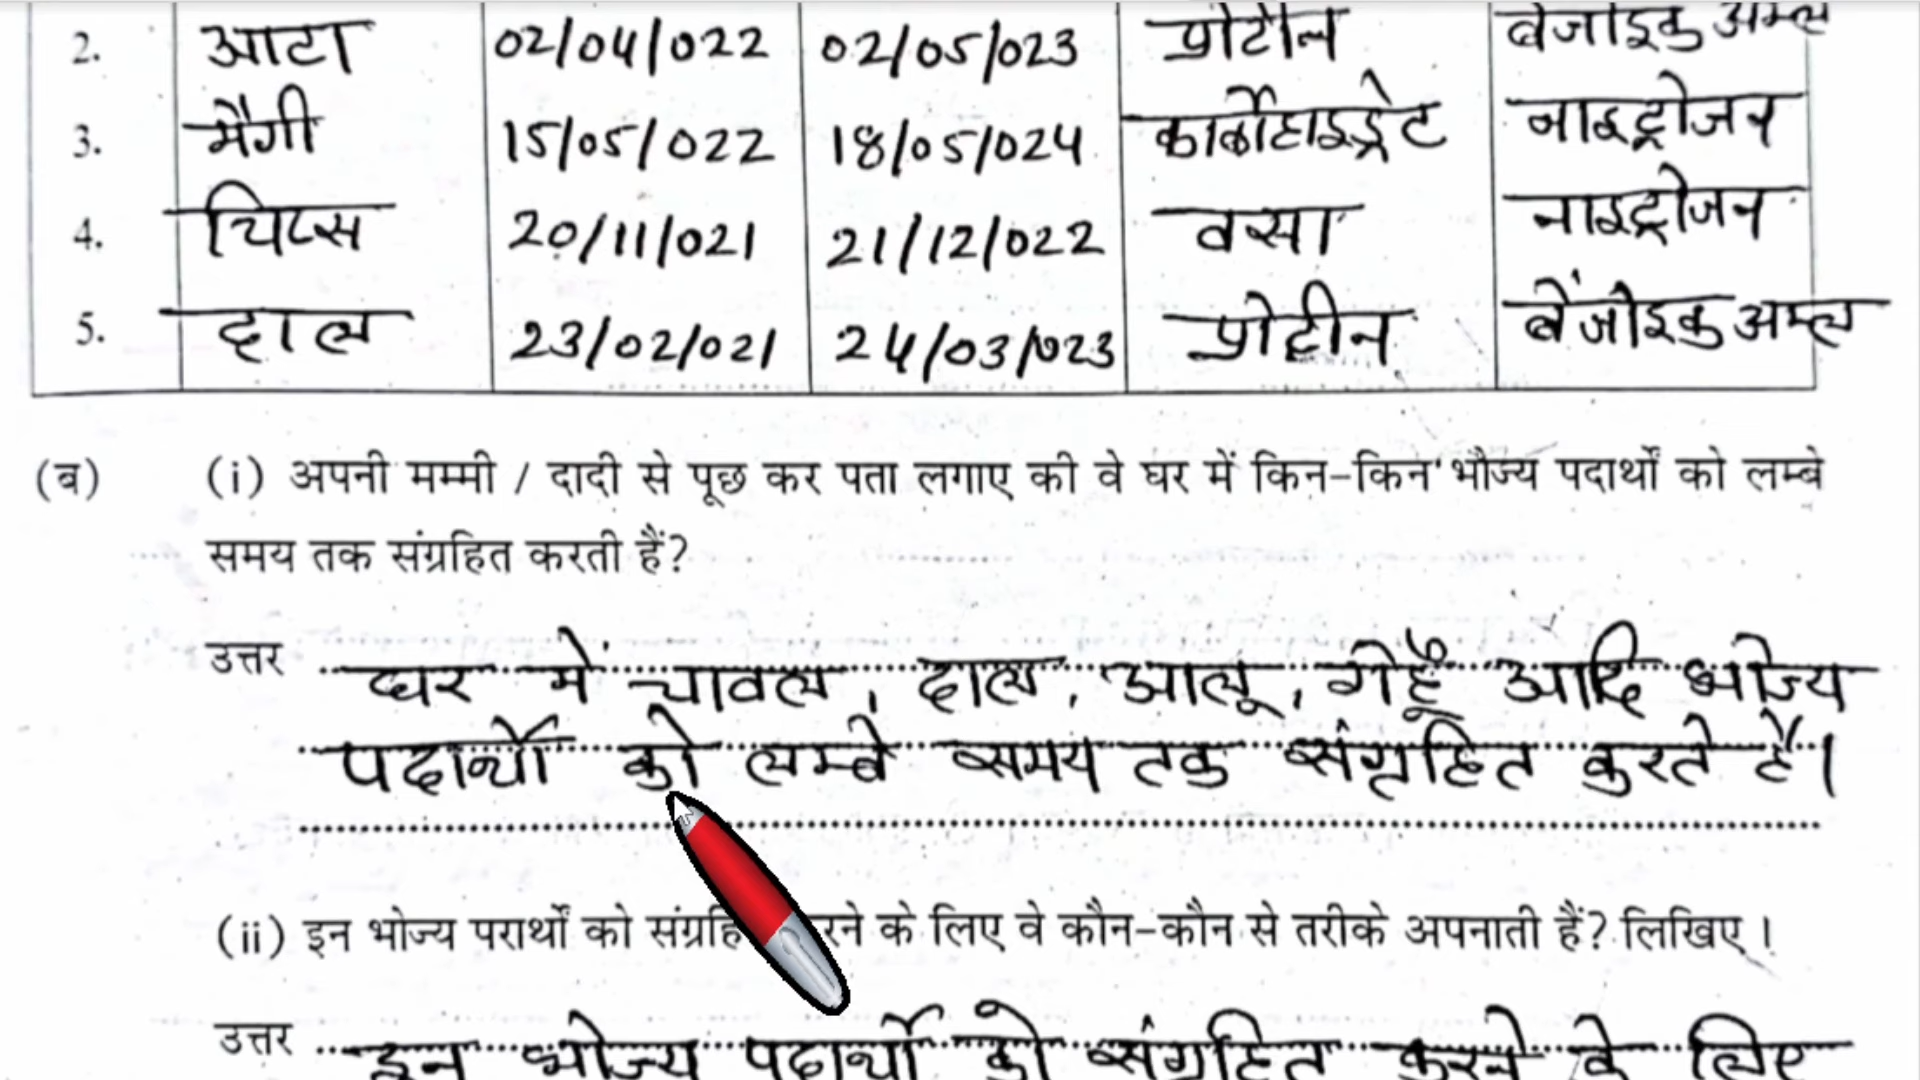 2. आटा 02/04/022 02/05/023 प्रोटीन बेंजोइक अम्ल
3. मैगी 15/05/022 18/05/024 कार्बोहाइड्रेट नाइट्रोजन
4. चिप्स 20/11/021 21/12/022 वसा नाइट्रोजन
5. दाल 23/02/021 24/03/023 प्रोटीन बेंजोइक अम्ल
(ब) (i) अपनी मम्मी / दादी से पूछ कर पता लगाए की वे घर में किन-किन भौज्य पदार्थों को लम्बे
समय तक संग्रहित करती हैं?
उत्तर घर में चावल, दाल, आलू, गेहूँ आदि भोज्य
पदार्थों को लम्बे समय तक संग्रहित करते है।
(ii) इन भोज्य परार्थों को संग्रहि रने के लिए वे कौन-कौन से तरीके अपनाती हैं? लिखिए !
उत्तर इन भोज्य पदार्थों को संग्रहित करने के लिए